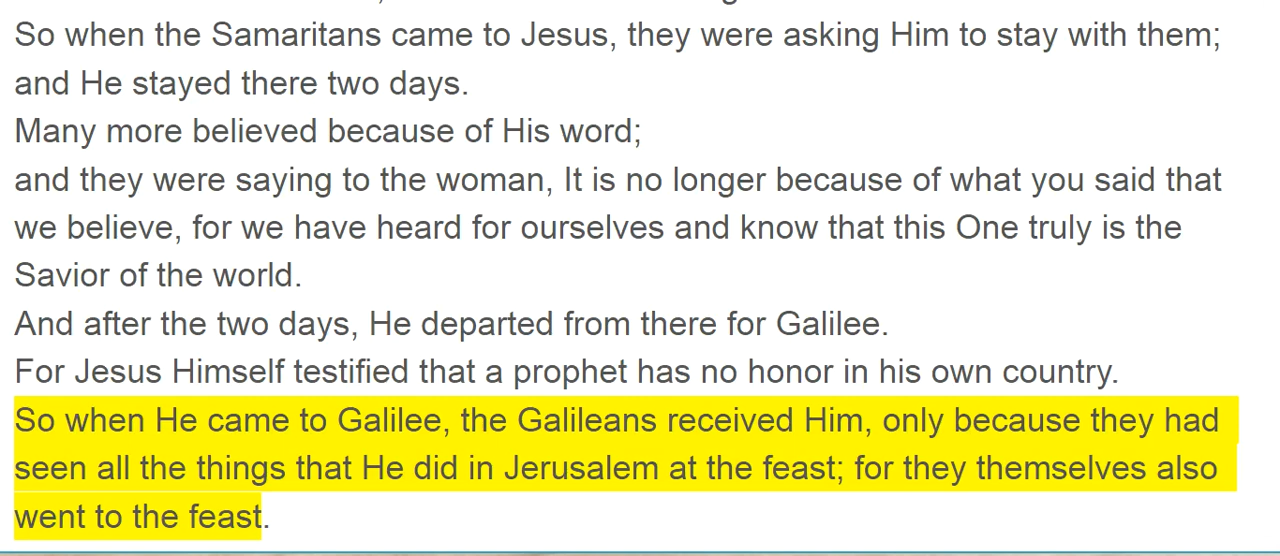 So when the Samaritans came to Jesus, they were asking Him to stay with them;
and He stayed there two days.
Many more believed because of His word;
and they were saying to the woman, It is no longer because of what you said that
we believe, for we have heard for ourselves and know that this One truly is the
Savior of the world.
And after the two days, He departed from there for Galilee.
For Jesus Himself testified that a prophet has no honor in his own country.
So when He came to Galilee, the Galileans received Him, only because they had
seen all the things that He did in Jerusalem at the feast; for they themselves also
went to the feast.